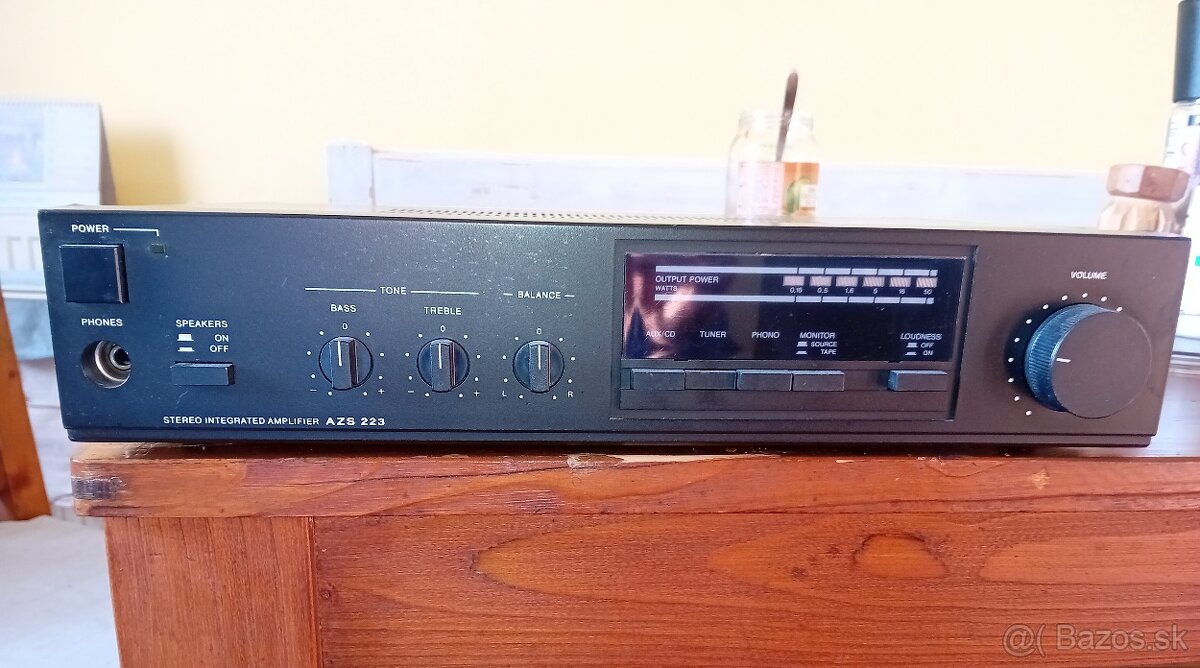 POWER
PHONES
SPEAKERS
ON
OFF
TONE
BASS
0
- +
TREBLE
0
- +
BALANCE
0
L R
STEREO INTEGRATED AMPLIFIER AZS 223
OUTPUT POWER
WATTS
0,15 0,5 1,6 5 16 50
AUX/CD TUNER PHONO MONITOR
SOURCE
TAPE
LOUDNESS
OFF
ON
VOLUME
@( Bazos.sk